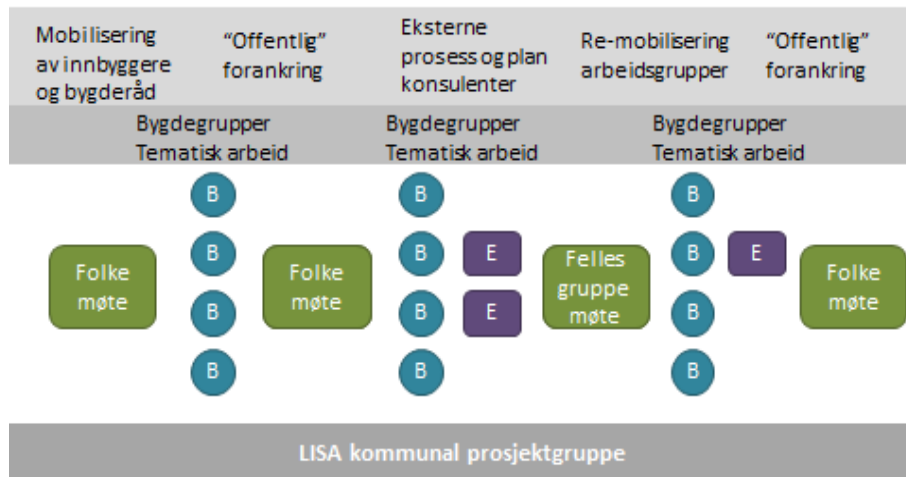 Mobilisering
av innbyggere
og bygderåd
“Offentlig”
forankring
Eksterne
prosess og plan
konsulenter
Re-mobilisering
arbeidsgrupper
“Offentlig”
forankring
Bygdegrupper
Tematisk arbeid
Bygdegrupper
Tematisk arbeid
Bygdegrupper
Tematisk arbeid
Folke
møte
B
B
B
B
Folke
møte
B
B
B
B
E
E
Felles
gruppe
møte
B
B
B
B
E
Folke
møte
LISA kommunal prosjektgruppe